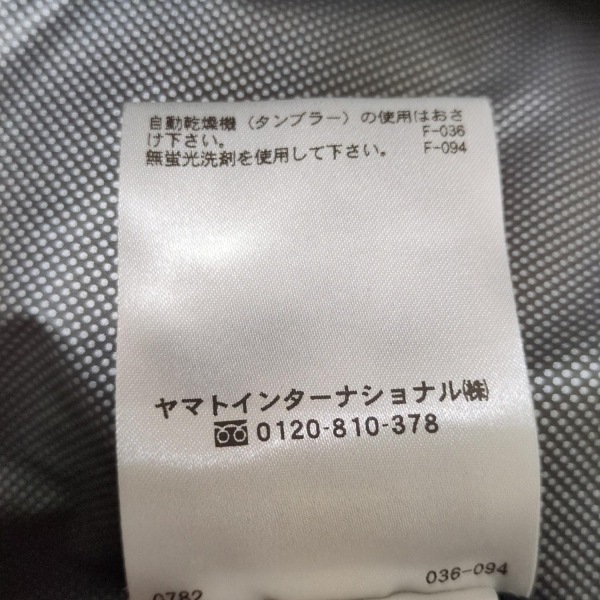 自動乾燥機（タンブラー）の使用はおさ
け下さい。 F-036
無蛍光洗剤を使用して下さい。 F-094
ヤマトインターナショナル㈱
0120-810-378
036-094
0782